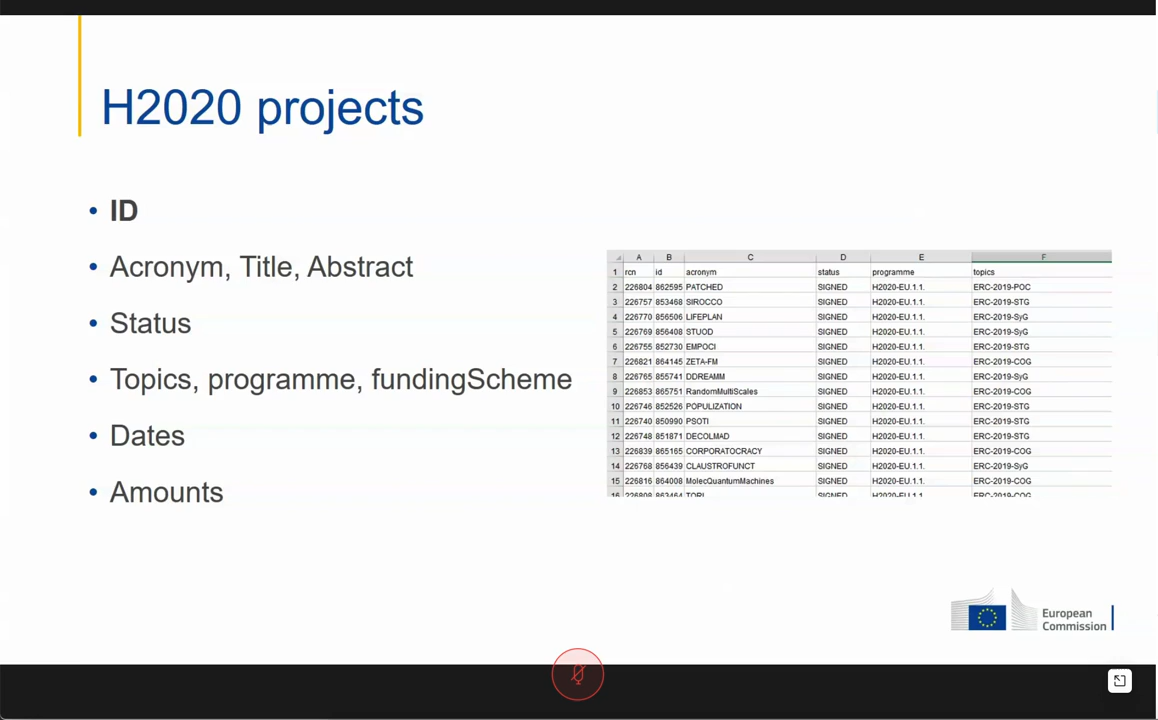 H2020 projects
• ID
• Acronym, Title, Abstract
• Status
• Topics, programme, fundingScheme
• Dates
• Amounts
A B C D E F
1 rcn id acronym status programme topics
2 226804 862595 PATCHED SIGNED H2020-EU.1.1. ERC-2019-POC
3 226757 853468 SIROCCO SIGNED H2020-EU.1.1. ERC-2019-STG
4 226770 856506 LIFEPLAN SIGNED H2020-EU.1.1. ERC-2019-SyG
5 226769 856408 STUOD SIGNED H2020-EU.1.1. ERC-2019-SyG
6 226755 852730 EMPOCI SIGNED H2020-EU.1.1. ERC-2019-STG
7 226821 864145 ZETA-FM SIGNED H2020-EU.1.1. ERC-2019-COG
8 226765 855741 DDREAMM SIGNED H2020-EU.1.1. ERC-2019-SyG
9 226853 865751 RandomMultiScales SIGNED H2020-EU.1.1. ERC-2019-COG
10 226746 852526 POPULIZATION SIGNED H2020-EU.1.1. ERC-2019-STG
11 226740 850990 PSOTI SIGNED H2020-EU.1.1. ERC-2019-STG
12 226748 851871 DECOLMAD SIGNED H2020-EU.1.1. ERC-2019-STG
13 226839 865165 CORPORATOCRACY SIGNED H2020-EU.1.1. ERC-2019-COG
14 226768 856439 CLAUSTROFUNCT SIGNED H2020-EU.1.1. ERC-2019-SyG
15 226816 864008 MolecQuantumMachines SIGNED H2020-EU.1.1. ERC-2019-COG
16 SIGNED H2020-EU.1.1. ERC-2019-COG
European
Commission